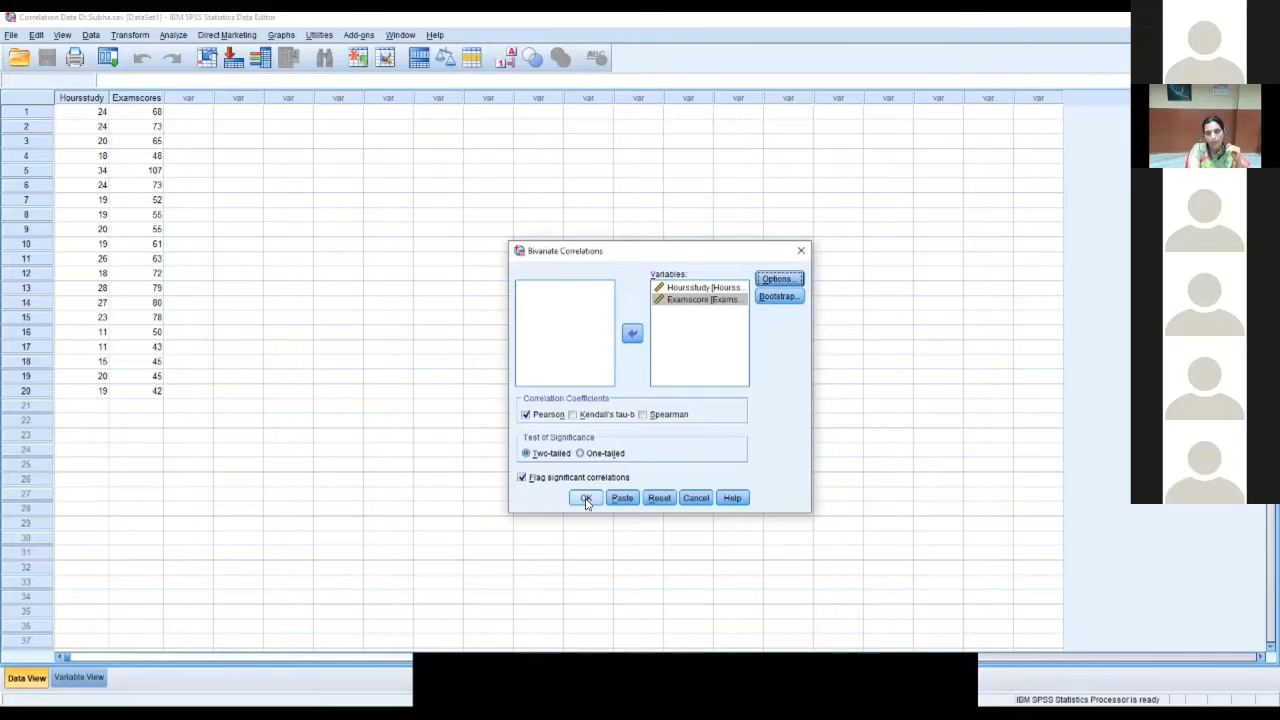 Correlation Data Dr.Subha.sav [DataSet1] - IBM SPSS Statistics Data Editor
File Edit View Data Transform Analyze Direct Marketing Graphs Utilities Add-ons Window Help
Hoursstudy Examscores var var var var var var var var var var var var var var var var var var
1 24 68
2 24 73
3 20 65
4 18 48
5 34 107
6 24 73
7 19 52
8 19 55
9 20 55
10 19 61
11 26 63
12 18 72
13 28 79
14 27 80
15 23 78
16 11 50
17 11 43
18 15 45
19 20 45
20 19 42
21
22
23
24
25
26
27
28
29
30
31
32
33
34
35
36
37
Bivariate Correlations
Variables:
Hoursstudy [Hourss...
Examscore [Exams...
Options...
Bootstrap...
Correlation Coefficients
Pearson Kendall's tau-b Spearman
Test of Significance
Two-tailed One-tailed
Flag significant correlations
OK Paste Reset Cancel Help
Data View Variable View
IBM SPSS Statistics Processor is ready